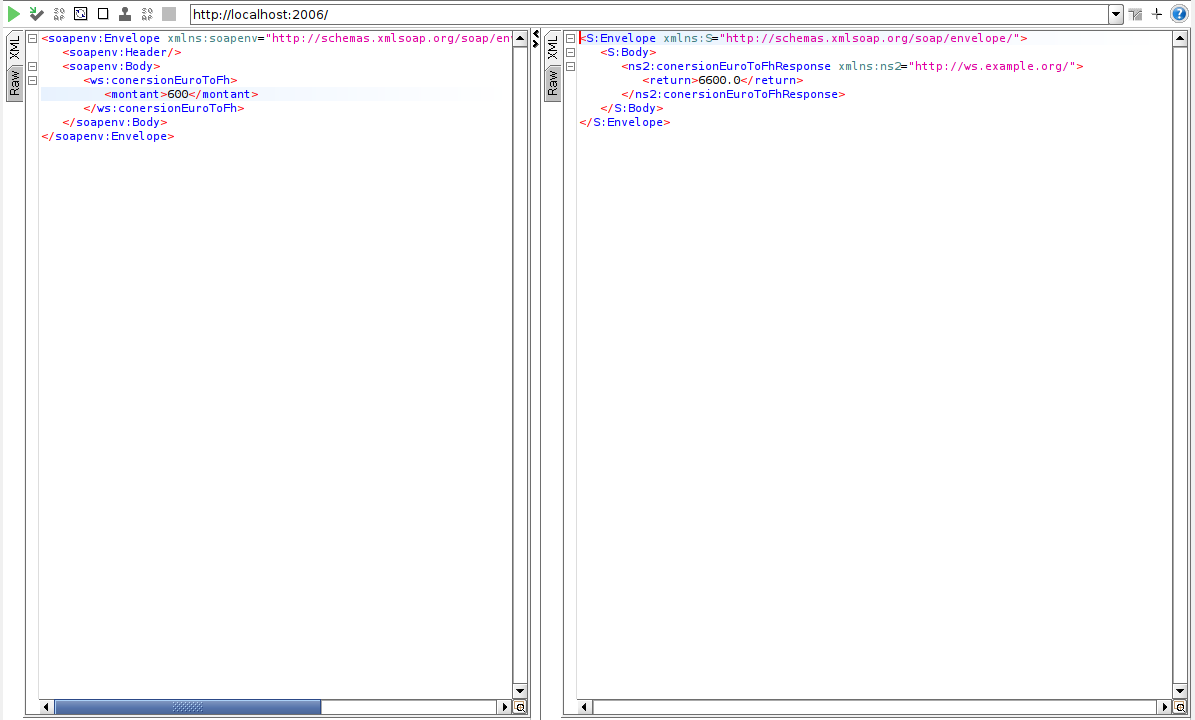 http://localhost:2006/
XML
Raw
<soapenv:Envelope xmlns:soapenv="http://schemas.xmlsoap.org/soap/en
<soapenv:Header/>
<soapenv:Body>
<ws:conersionEuroToFh>
<montant>600</montant>
</ws:conersionEuroToFh>
</soapenv:Body>
</soapenv:Envelope>
XML
Raw
<S:Envelope xmlns:S="http://schemas.xmlsoap.org/soap/envelope/">
<S:Body>
<ns2:conersionEuroToFhResponse xmlns:ns2="http://ws.example.org/">
<return>6600.0</return>
</ns2:conersionEuroToFhResponse>
</S:Body>
</S:Envelope>